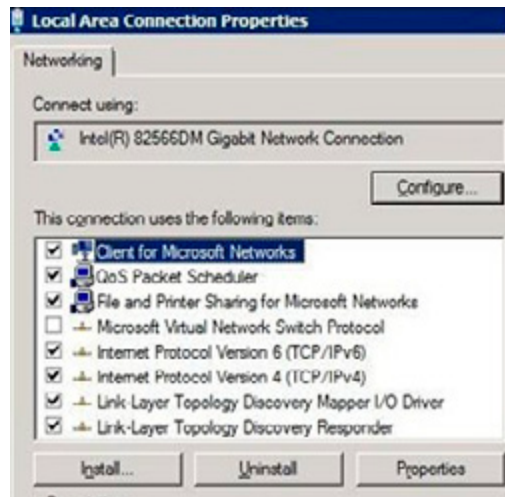 Local Area Connection Properties
Networking
Connect using:
Intel(R) 82566DM Gigabit Network Connection
Configure...
This connection uses the following items:
Client for Microsoft Networks
QoS Packet Scheduler
File and Printer Sharing for Microsoft Networks
Microsoft Virtual Network Switch Protocol
Internet Protocol Version 6 (TCP/IPv6)
Internet Protocol Version 4 (TCP/IPv4)
Link-Layer Topology Discovery Mapper I/O Driver
Link-Layer Topology Discovery Responder
Install... Uninstall Properties